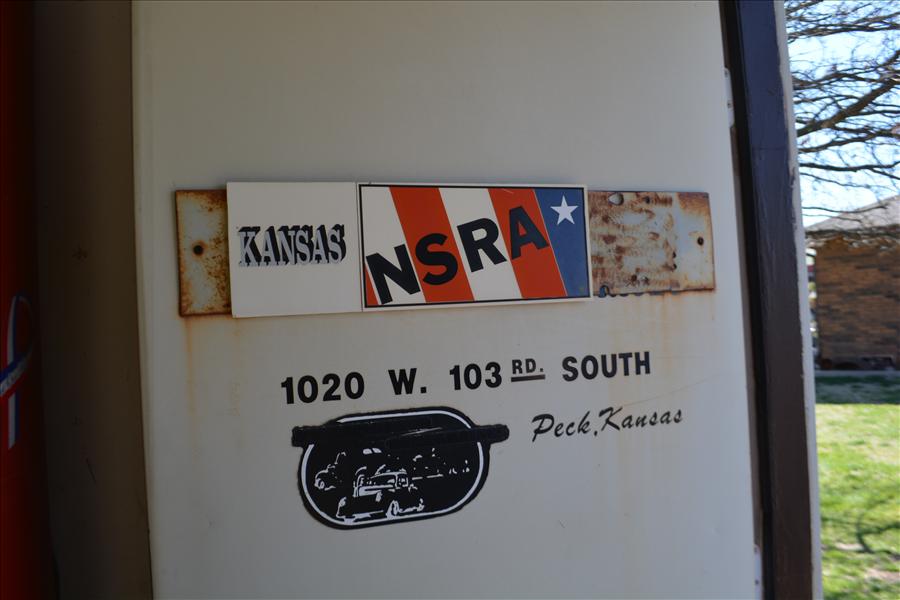 KANSAS NSRA
1020 W. 103 RD. SOUTH
Peck, Kansas